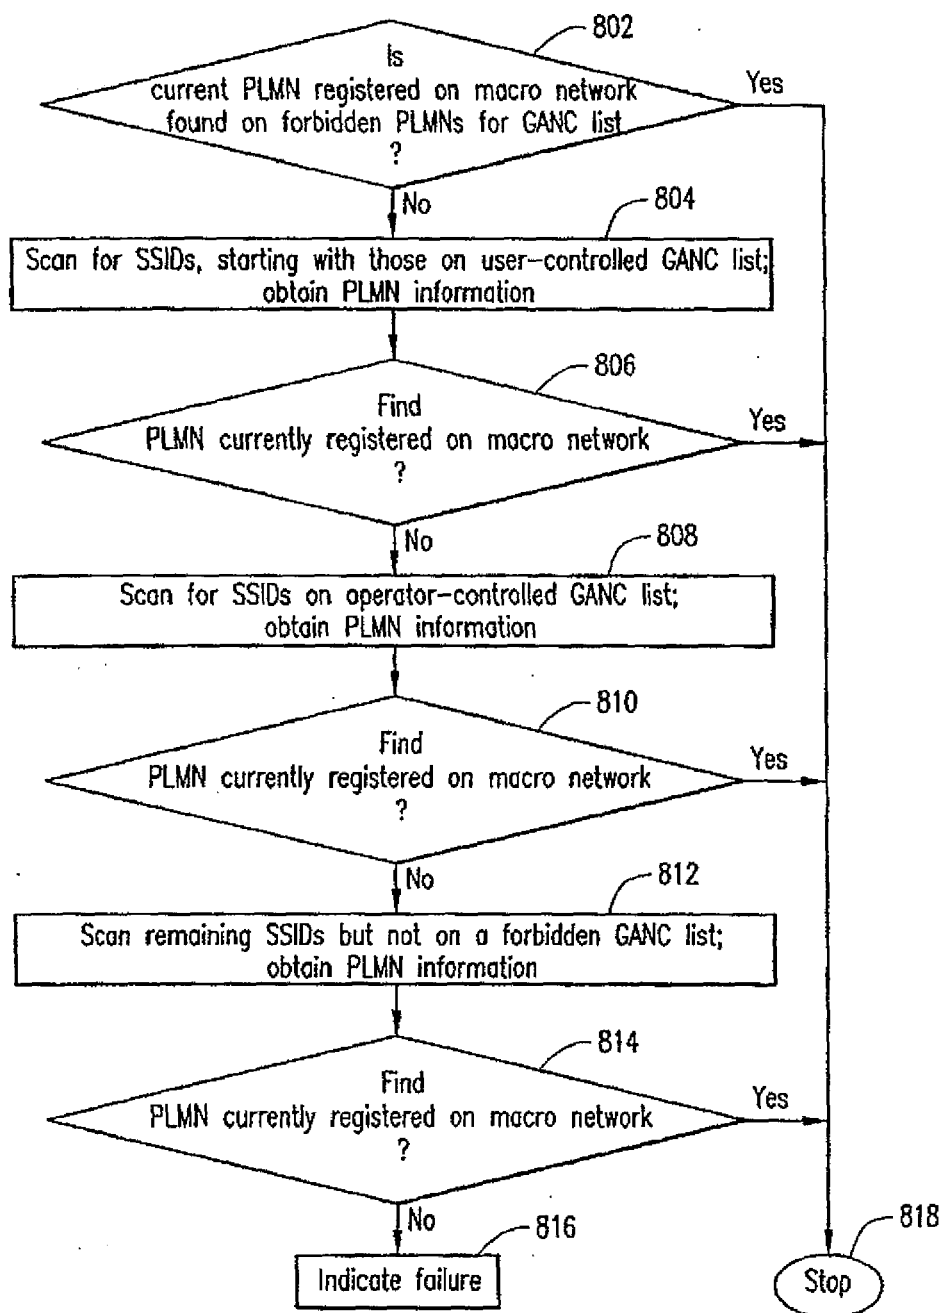 802
Is
current PLMN registered on macro network
found on forbidden PLMNs for GANC list
?
Yes
No
804
Scan for SSIDs, starting with those on user-controlled GANC list;
obtain PLMN information
806
Find
PLMN currently registered on macro network
?
Yes
No
808
Scan for SSIDs on operator-controlled GANC list;
obtain PLMN information
810
Find
PLMN currently registered on macro network
?
Yes
No
812
Scan remaining SSIDs but not on a forbidden GANC list;
obtain PLMN information
814
Find
PLMN currently registered on macro network
?
Yes
No
816
Indicate failure
818
Stop